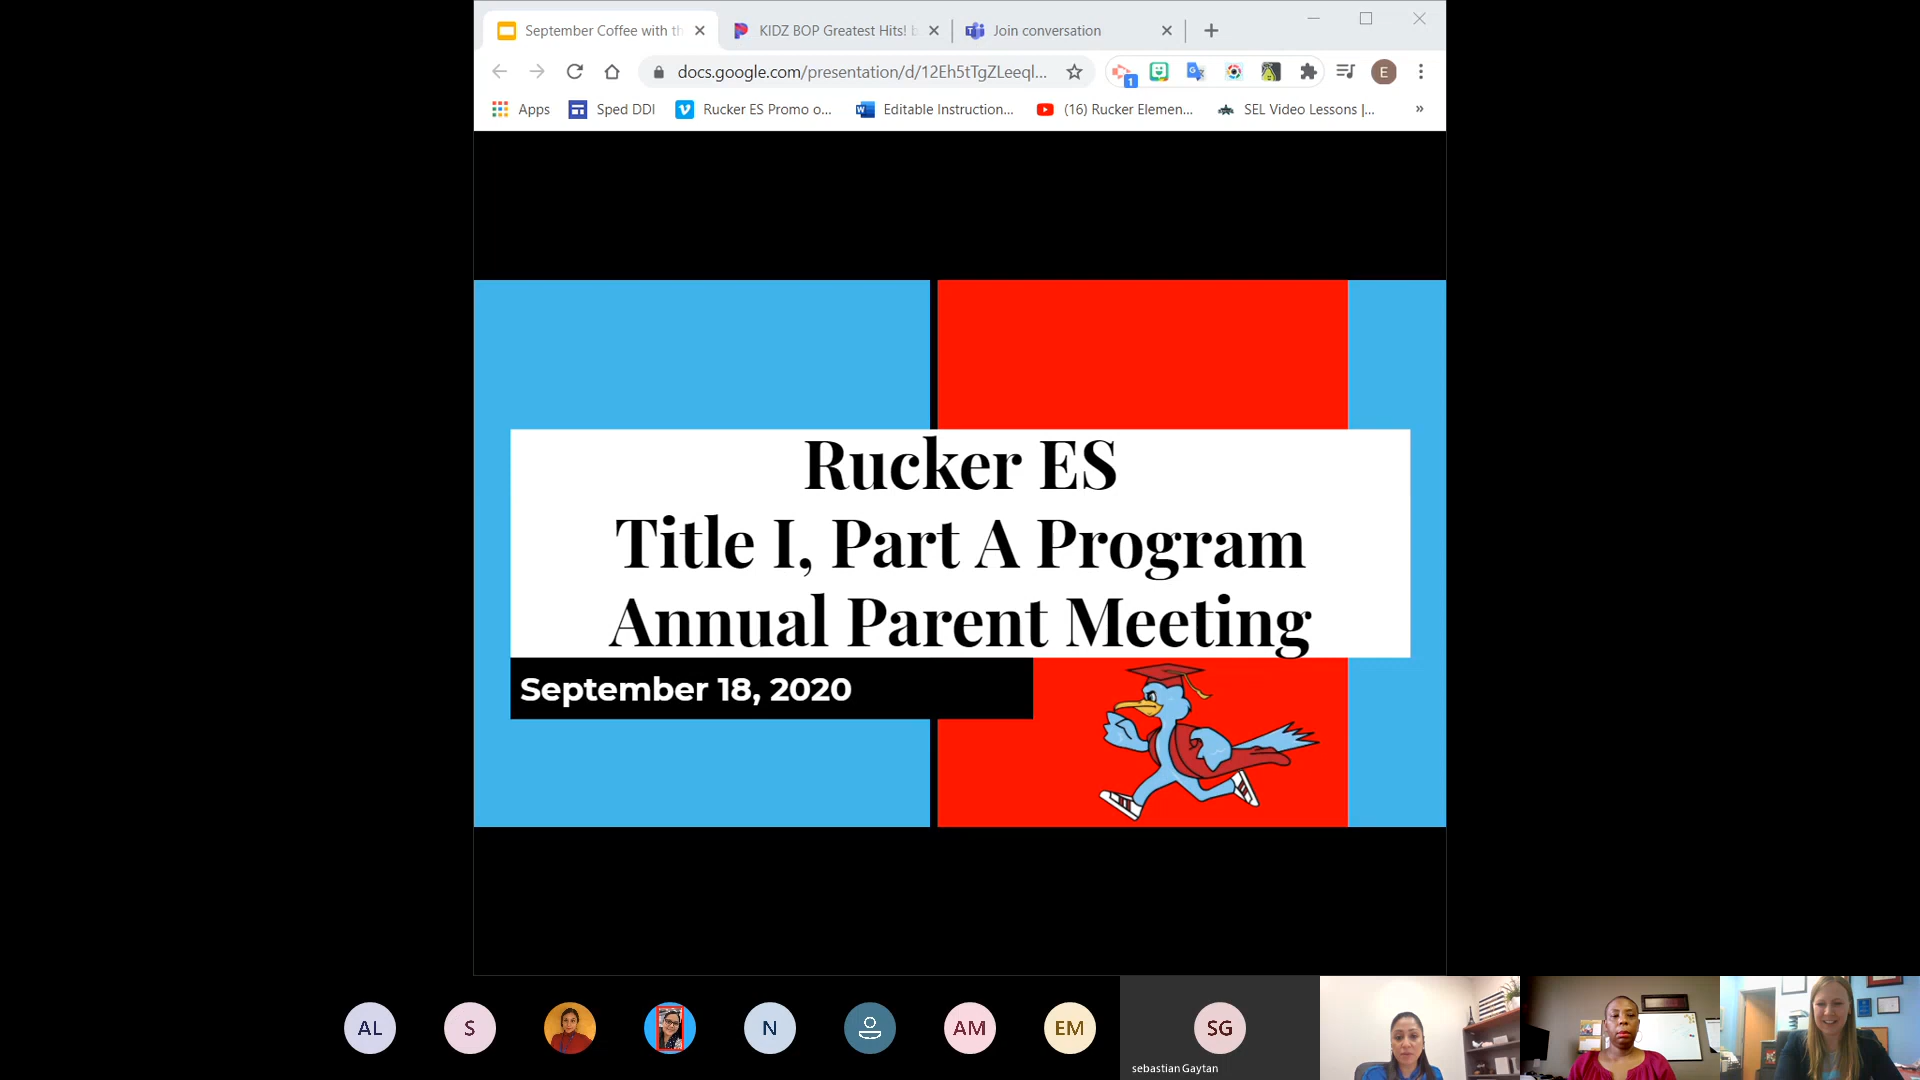 September Coffee with th
KIDZ BOP Greatest Hits! b
Join conversation
docs.google.com/presentation/d/12Eh5tTgZLeeql...
1
E
Apps
Sped DDI
Rucker ES Promo o...
Editable Instruction...
(16) Rucker Elemen...
SEL Video Lessons |...
»
Rucker ES
Title I, Part A Program
Annual Parent Meeting
September 18, 2020
AL
S
N
AM
EM
SG
sebastian Gaytan